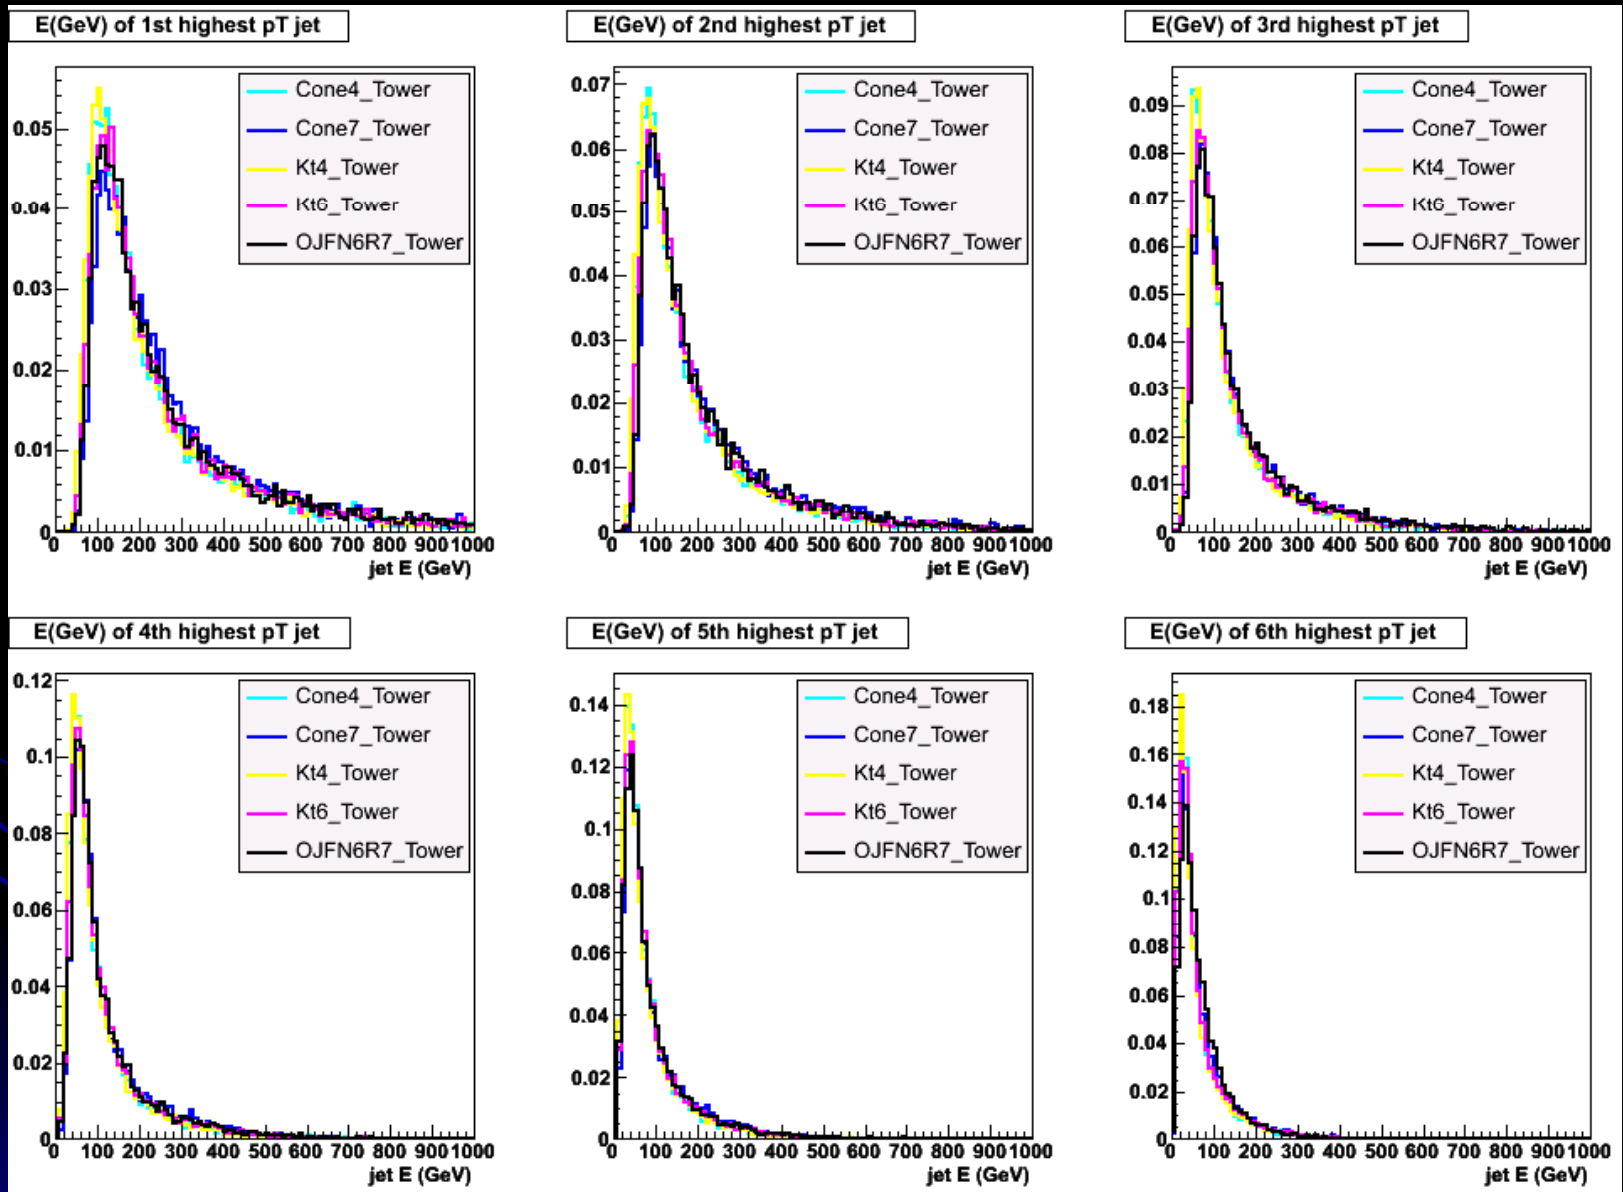 E(GeV) of 1st highest pT jet
Cone4_Tower
Cone7_Tower
Kt4_Tower
Kt6_Tower
OJFN6R7_Tower
0.05
0.04
0.03
0.02
0.01
0
0 100 200 300 400 500 600 700 800 900 1000
jet E (GeV)
E(GeV) of 2nd highest pT jet
Cone4_Tower
Cone7_Tower
Kt4_Tower
Kt6_Tower
OJFN6R7_Tower
0.07
0.06
0.05
0.04
0.03
0.02
0.01
0
0 100 200 300 400 500 600 700 800 900 1000
jet E (GeV)
E(GeV) of 3rd highest pT jet
Cone4_Tower
Cone7_Tower
Kt4_Tower
Kt6_Tower
OJFN6R7_Tower
0.09
0.08
0.07
0.06
0.05
0.04
0.03
0.02
0.01
0
0 100 200 300 400 500 600 700 800 900 1000
jet E (GeV)
E(GeV) of 4th highest pT jet
Cone4_Tower
Cone7_Tower
Kt4_Tower
Kt6_Tower
OJFN6R7_Tower
0.12
0.1
0.08
0.06
0.04
0.02
0
0 100 200 300 400 500 600 700 800 900 1000
jet E (GeV)
E(GeV) of 5th highest pT jet
Cone4_Tower
Cone7_Tower
Kt4_Tower
Kt6_Tower
OJFN6R7_Tower
0.14
0.12
0.1
0.08
0.06
0.04
0.02
0
0 100 200 300 400 500 600 700 800 900 1000
jet E (GeV)
E(GeV) of 6th highest pT jet
Cone4_Tower
Cone7_Tower
Kt4_Tower
Kt6_Tower
OJFN6R7_Tower
0.18
0.16
0.14
0.12
0.1
0.08
0.06
0.04
0.02
0
0 100 200 300 400 500 600 700 800 900 1000
jet E (GeV)